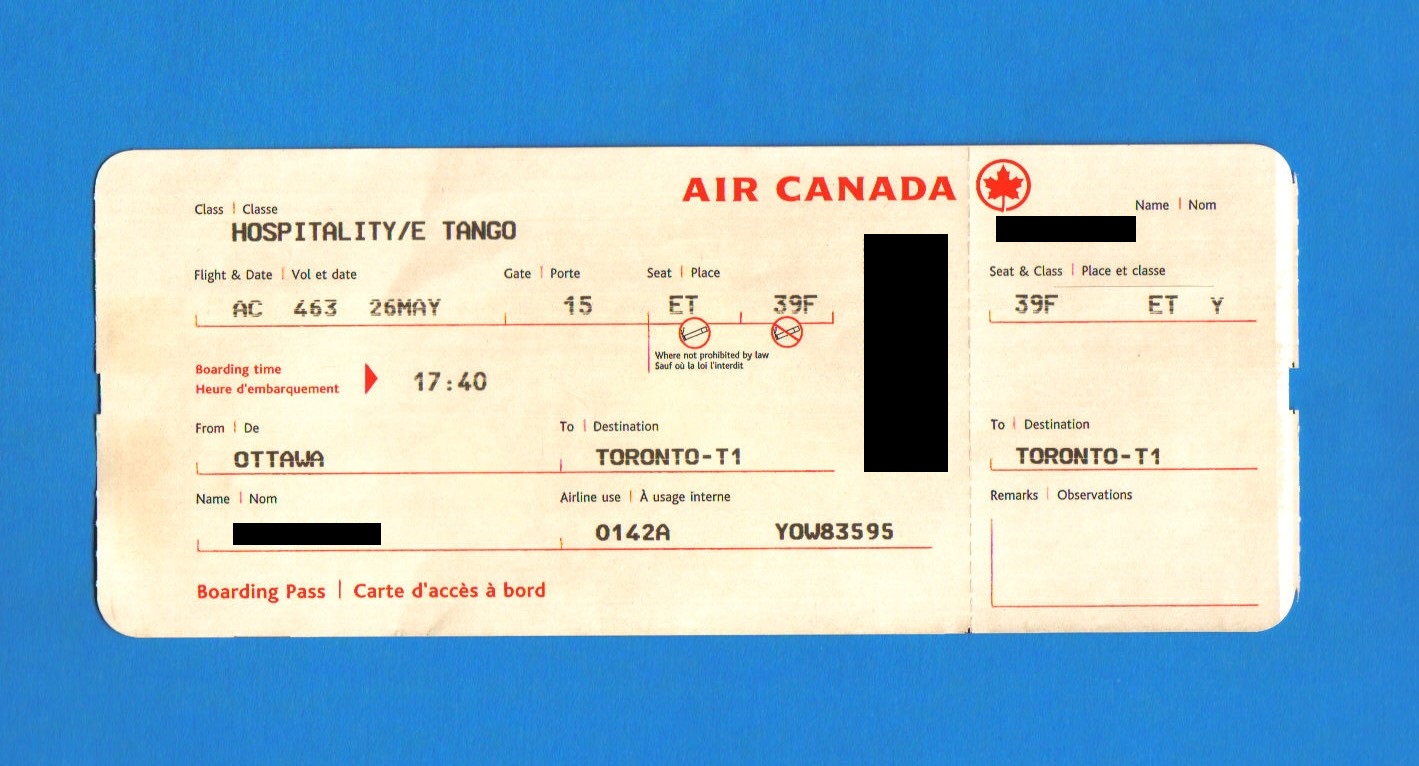 AIR CANADA
Class | Classe
HOSPITALITY/E TANGO
Flight & Date | Vol et date
Gate | Porte
Seat | Place
AC 463 26MAY
15
ET 39F
Where not prohibited by law
Sauf où la loi l'interdit
Boarding time
Heure d'embarquement
17:40
From | De
To | Destination
OTTAWA
TORONTO-T1
Name | Nom
Airline use | À usage interne
0142A YOW83595
Boarding Pass | Carte d'accès à bord
Name | Nom
Seat & Class | Place et classe
39F ET Y
To | Destination
TORONTO-T1
Remarks | Observations